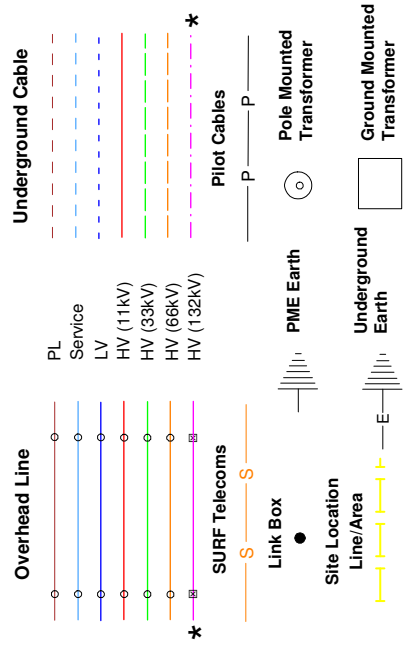 Overhead Line
Underground Cable
PL
Service
LV
HV (11kV)
HV (33kV)
HV (66kV)
* HV (132kV) *
SURF Telecoms
Pilot Cables
S S
P P
Link Box
PME Earth
Pole Mounted
Transformer
Site Location
Line/Area
E
Underground
Earth
Ground Mounted
Transformer